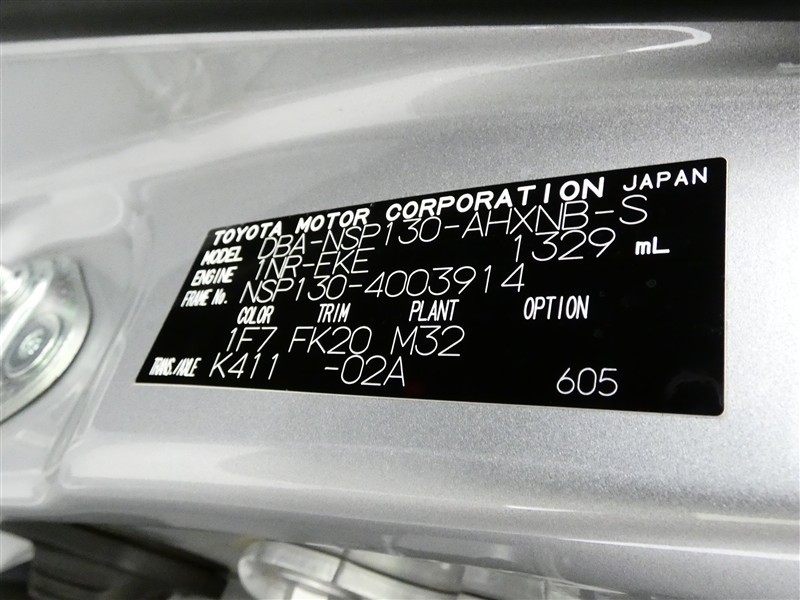 TOYOTA MOTOR CORPORATION JAPAN
MODEL DBA-NSP130-AHXNB-S
ENGINE 1NR-FKE 1329 mL
FRAME No. NSP130-4003914
COLOR TRIM PLANT OPTION
1F7 FK20 M32
TRANS./AXLE K411 -02A 605